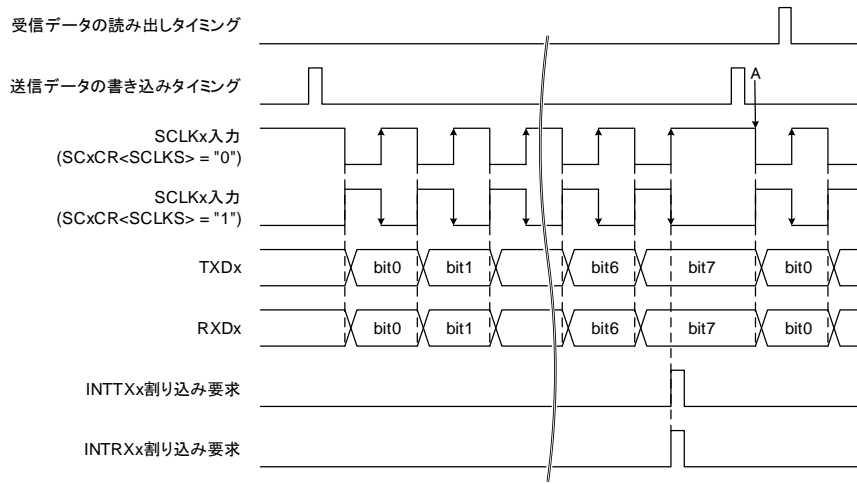 受信データの読み出しタイミング
送信データの書き込みタイミング
A
SCLKx入力
(SCxCR<SCLKS> = "0")
SCLKx入力
(SCxCR<SCLKS> = "1")
TXDx
bit0 bit1 bit6 bit7 bit0
RXDx
bit0 bit1 bit6 bit7 bit0
INTTXx割り込み要求
INTRXx割り込み要求